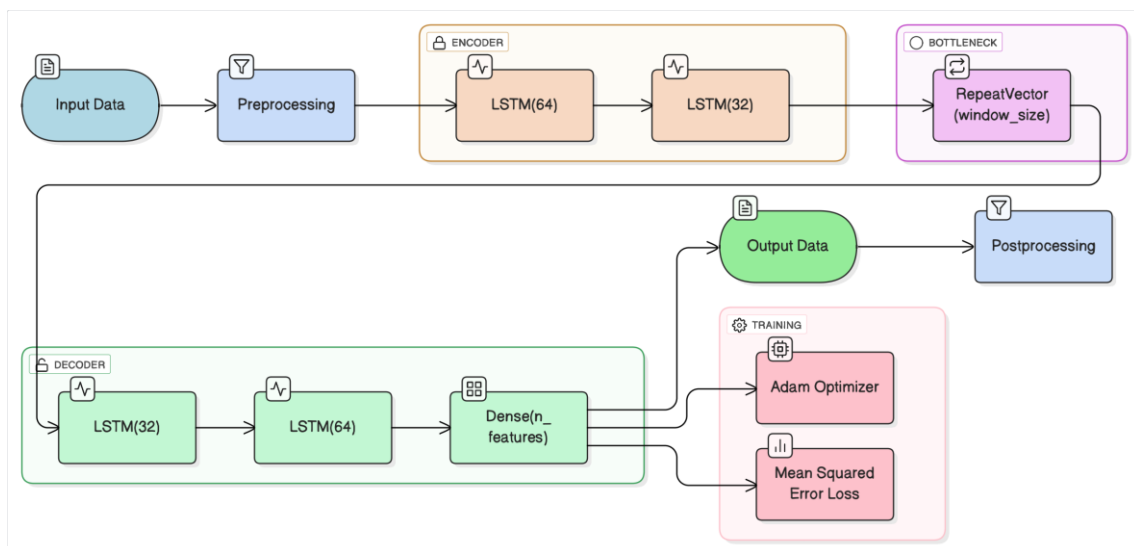 ENCODER
BOTTLENECK
Input Data
Preprocessing
LSTM(64)
LSTM(32)
RepeatVector
(window_size)
Output Data
Postprocessing
TRAINING
DECODER
Adam Optimizer
LSTM(32)
LSTM(64)
Dense(n_
features)
Mean Squared
Error Loss